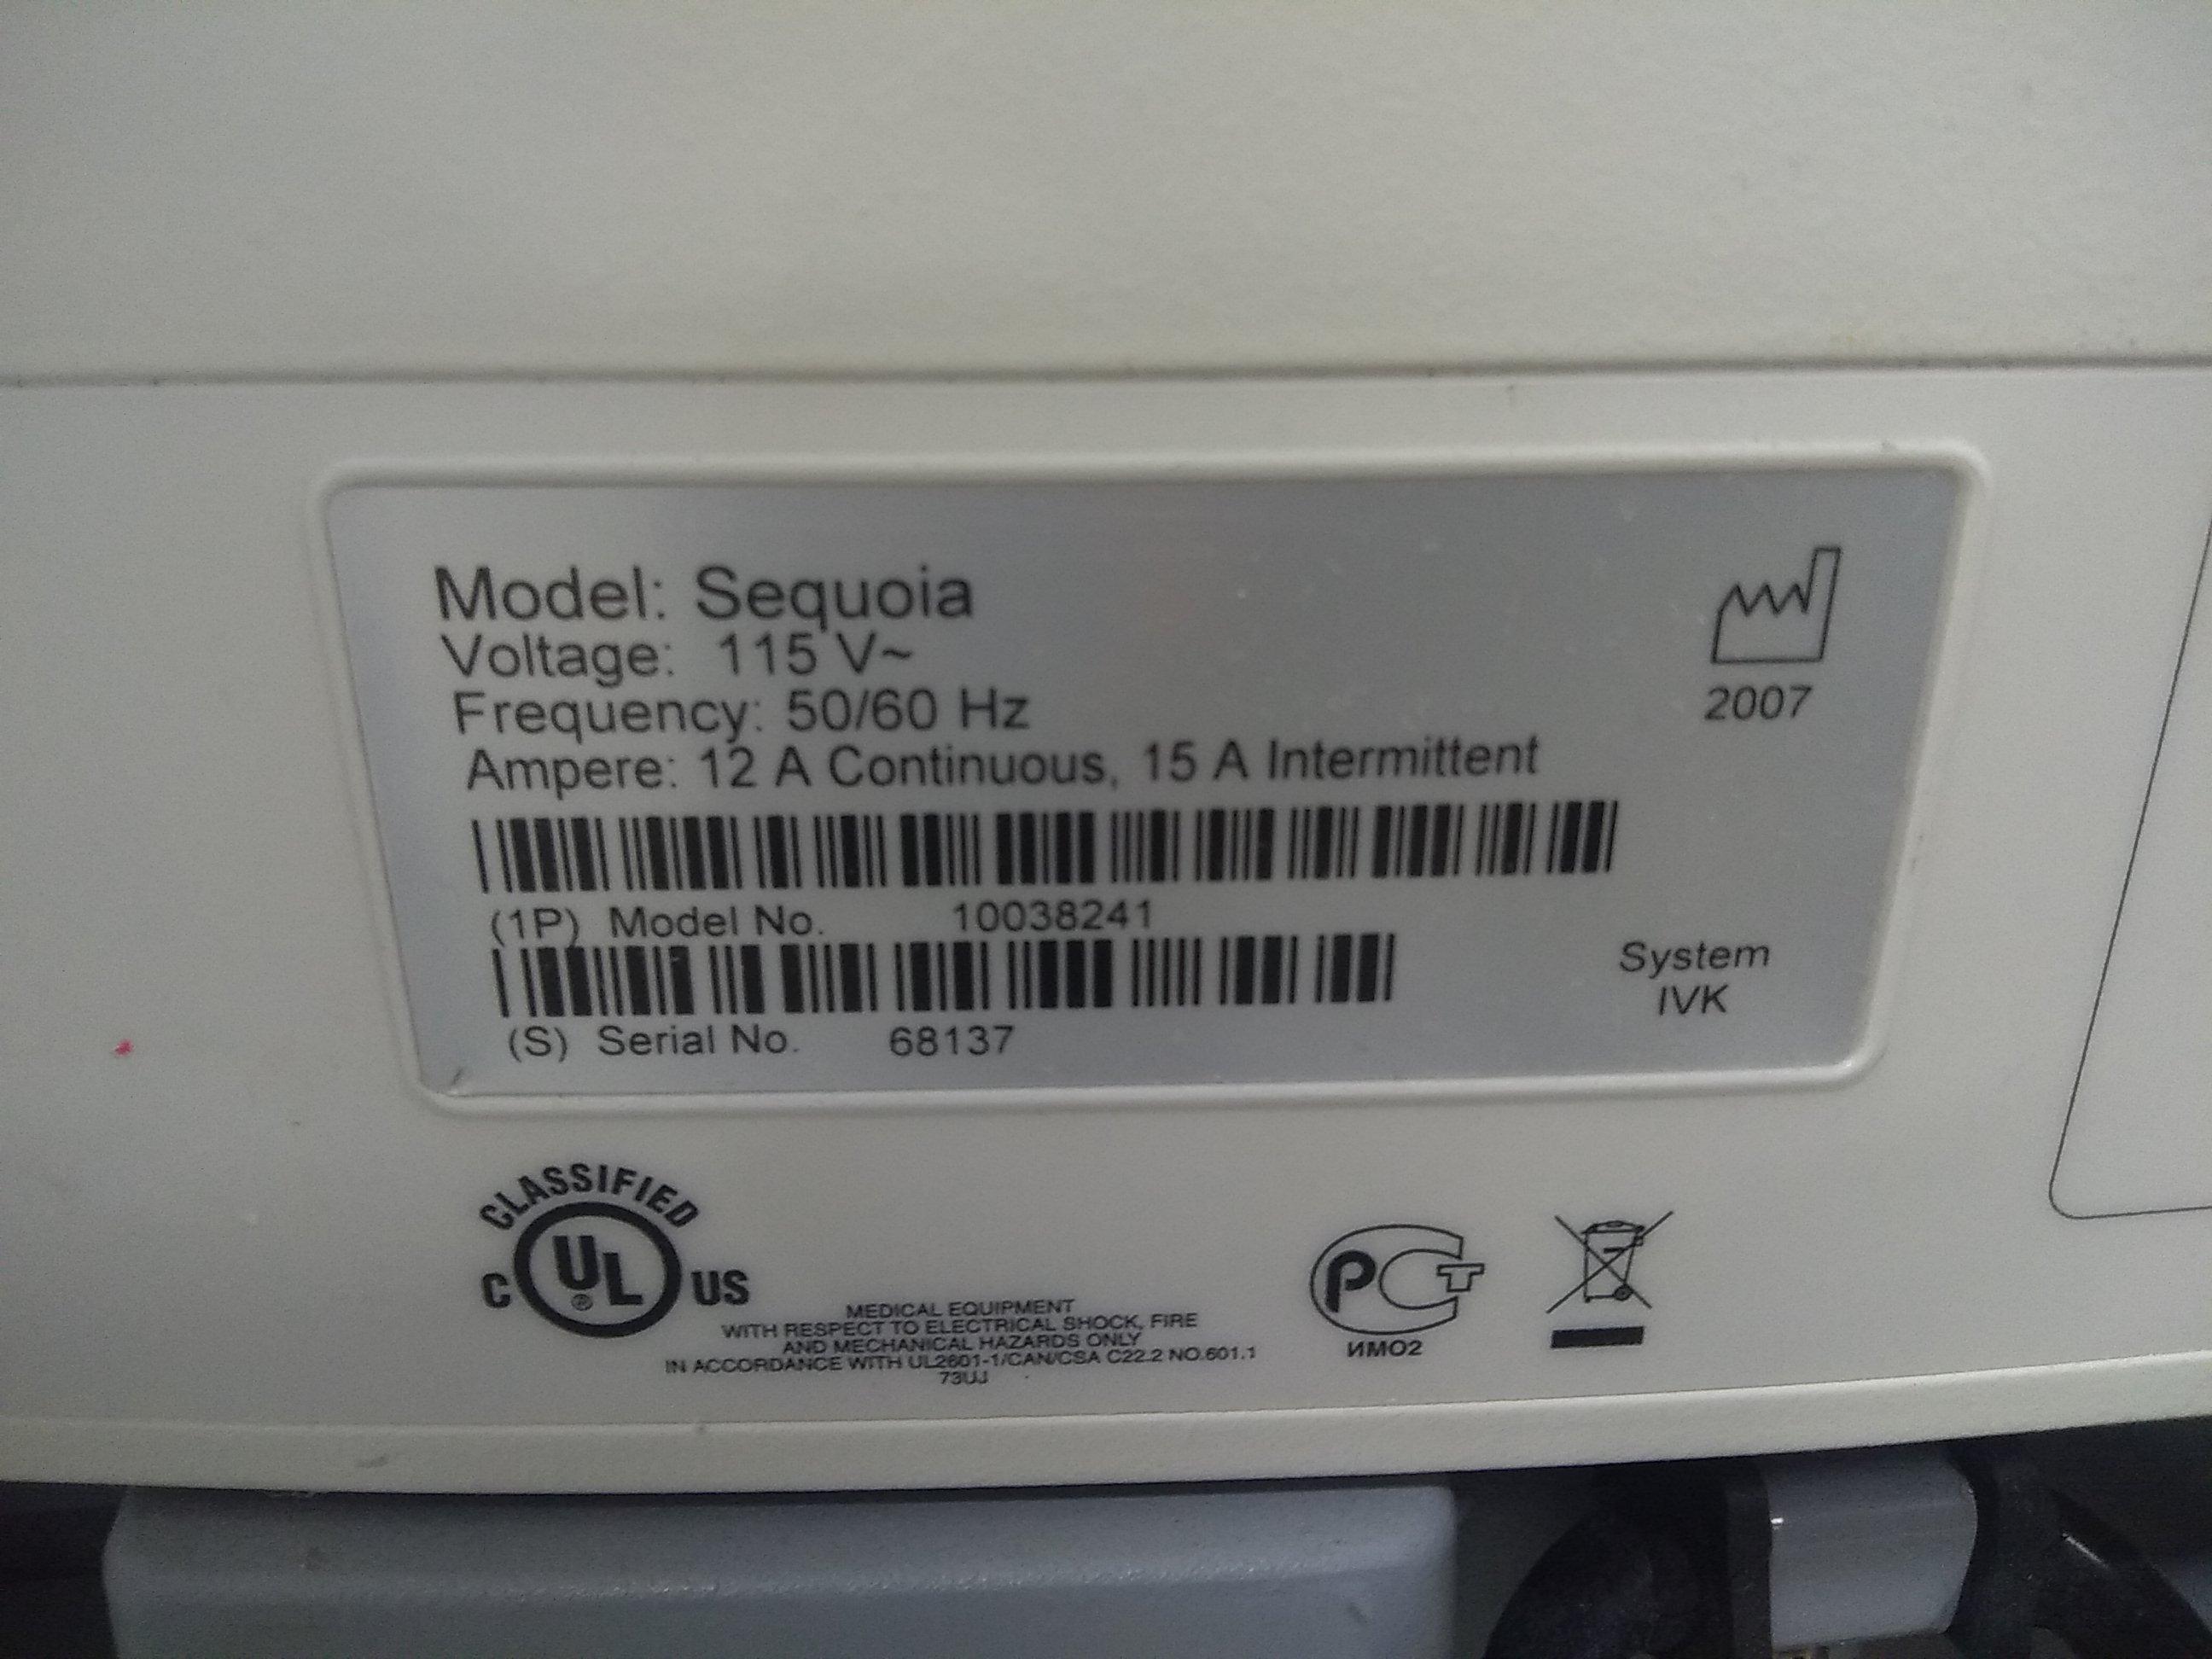 Model: Sequoia
Voltage: 115 V~
Frequency: 50/60 Hz
Ampere: 12 A Continuous, 15 A Intermittent
2007
(1P) Model No. 10038241
(S) Serial No. 68137
System
IVK
CLASSIFIED
C UL® US
MEDICAL EQUIPMENT
WITH RESPECT TO ELECTRICAL SHOCK, FIRE
AND MECHANICAL HAZARDS ONLY
IN ACCORDANCE WITH UL2601-1/CAN/CSA C22.2 NO.601.1
73UJ
РСТ
ИМО2